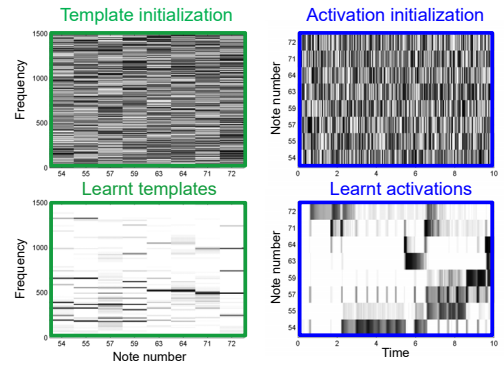 Template initialization
Activation initialization
Frequency
1500
1000
500
0
54 55 57 59 63 64 71 72
Note number
72
71
64
63
59
57
55
54
0 2 4 6 8 10
Learnt templates
Learnt activations
Frequency
1500
1000
500
0
54 55 57 59 63 64 71 72
Note number
Note number
72
71
64
63
59
57
55
54
0 2 4 6 8 10
Time